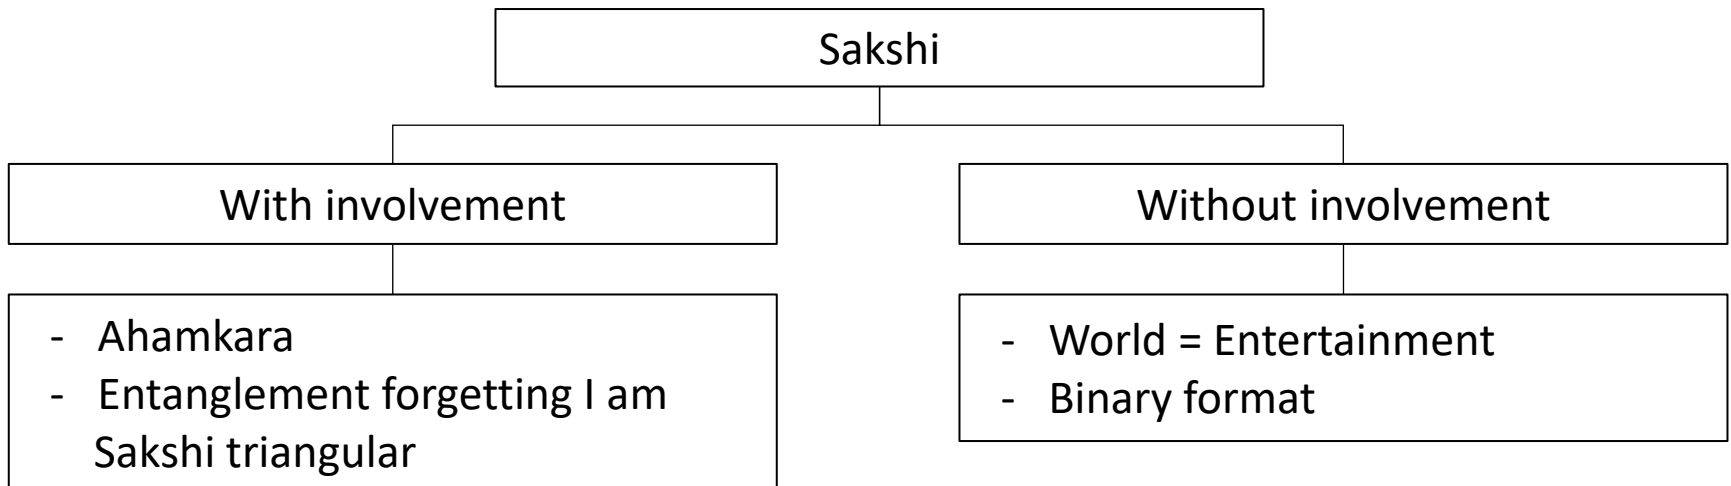 Sakshi
With involvement
Without involvement
- Ahamkara
- Entanglement forgetting I am
Sakshi triangular
- World = Entertainment
- Binary format